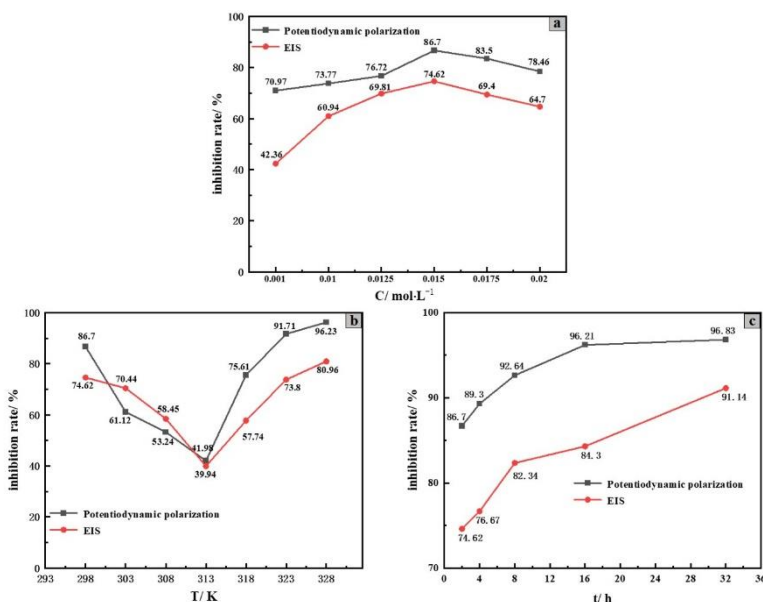 a
Potentiodynamic polarization
EIS
inhibition rate/ %
100
80
60
40
20
0
70.97
73.77
76.72
86.7
83.5
78.46
42.36
60.94
69.81
74.62
69.4
64.7
0.001 0.01 0.0125 0.015 0.0175 0.02
C/ mol·L⁻¹
b
inhibition rate/ %
100
80
60
40
20
0
86.7
61.12
53.24
41.98
75.61
91.71
96.23
74.62
70.44
58.45
39.94
57.74
73.8
80.96
Potentiodynamic polarization
EIS
293 298 303 308 313 318 323 328
T/ K
c
inhibition rate/ %
100
90
80
70
86.7
89.3
92.64
96.21
96.83
74.62
76.67
82.34
84.3
91.14
Potentiodynamic polarization
EIS
0 4 8 12 16 20 24 28 32 36
t/ h